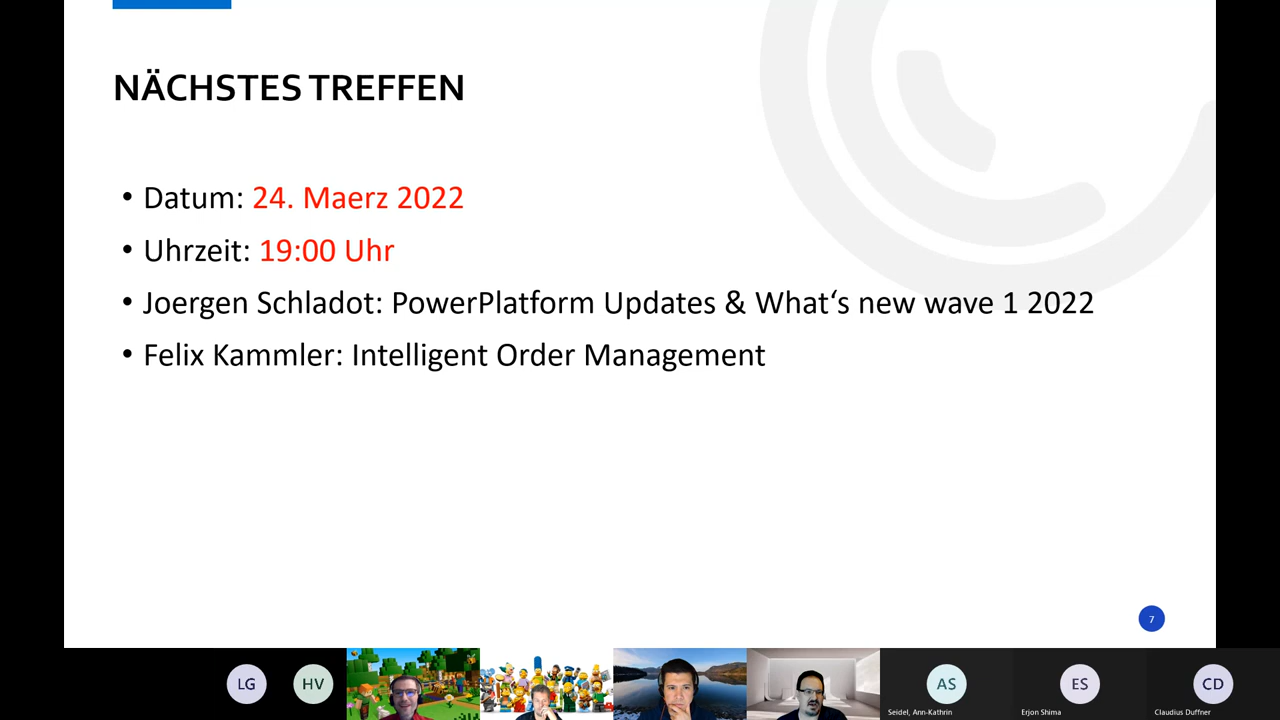 NÄCHSTES TREFFEN
• Datum: 24. Maerz 2022
• Uhrzeit: 19:00 Uhr
• Joergen Schladot: PowerPlatform Updates & What‘s new wave 1 2022
• Felix Kammler: Intelligent Order Management
7
LG
HV
AS
ES
CD
Seidel, Ann-Kathrin
Erjon Shima
Claudius Duffner